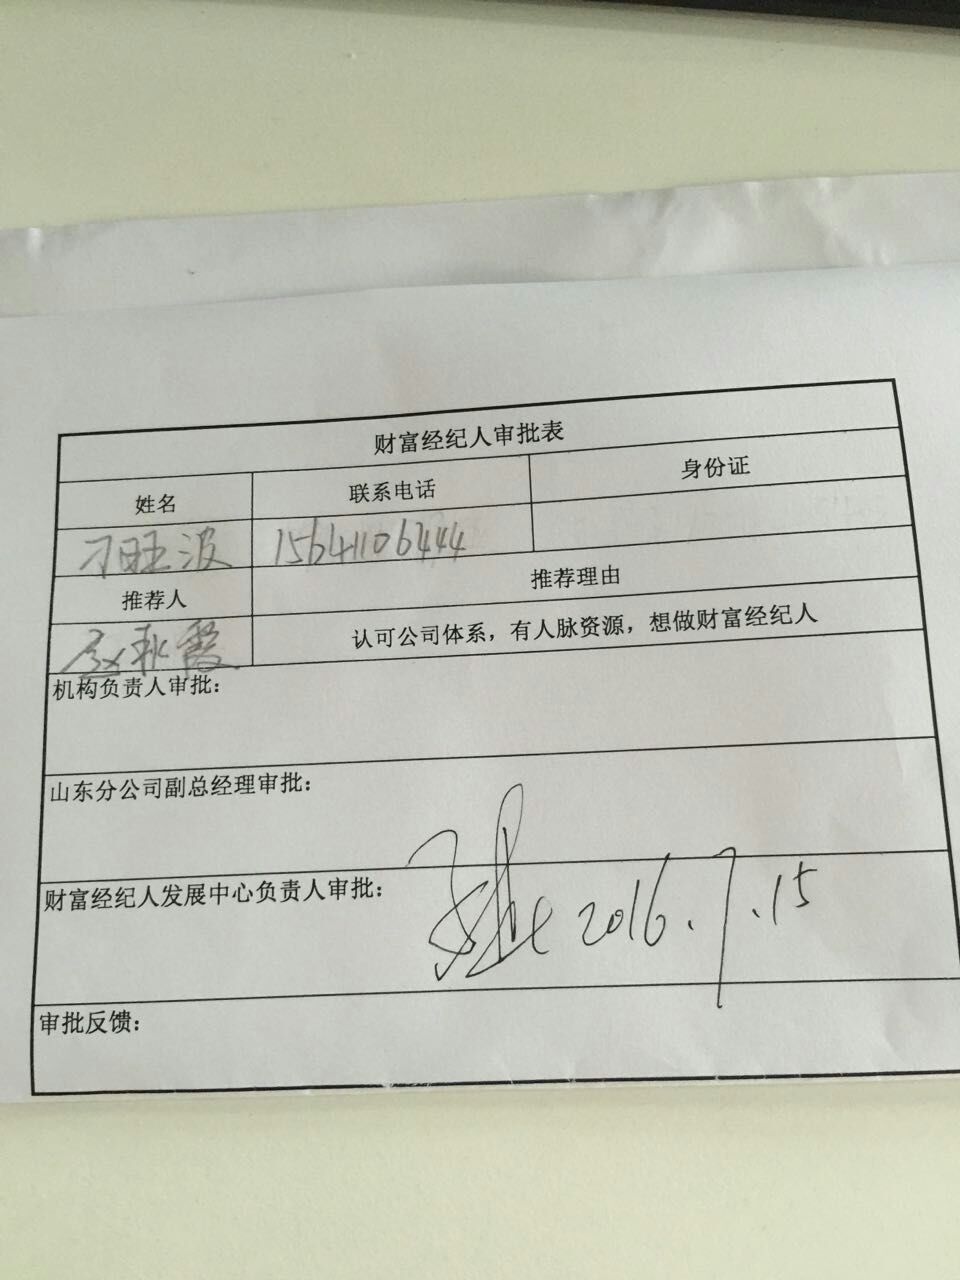 财富经纪人审批表
姓名 联系电话 身份证
刁旺波 15641106444
推荐人 推荐理由
赵秋霞 认可公司体系，有人脉资源，想做财富经纪人
机构负责人审批：
山东分公司副总经理审批：
财富经纪人发展中心负责人审批：
2016.7.15
审批反馈：